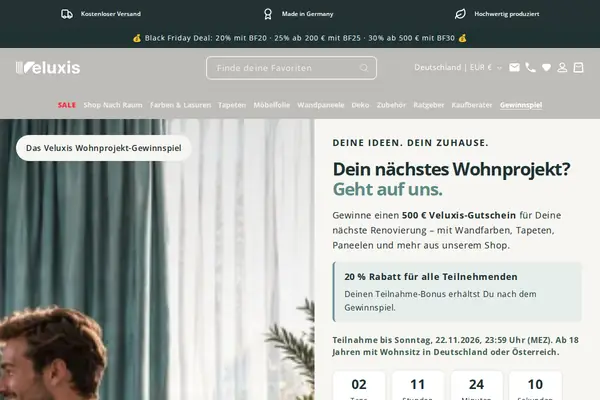 Kostenloser Versand
Made in Germany
Hochwertig produziert
💰 Black Friday Deal: 20% mit BF20 · 25% ab 200 € mit BF25 · 30% ab 500 € mit BF30 💰
Veluxis
Finde deine Favoriten
Deutschland | EUR €
SALE Shop Nach Raum Farben & Lasuren Tapeten Möbelfolie Wandpaneele Deko Zubehör Ratgeber Kaufberater Gewinnspiel
Das Veluxis Wohnprojekt-Gewinnspiel
DEINE IDEEN. DEIN ZUHAUSE.
Dein nächstes Wohnprojekt?
Geht auf uns.
Gewinne einen 500 € Veluxis-Gutschein für Deine
nächste Renovierung – mit Wandfarben, Tapeten,
Paneelen und mehr aus unserem Shop.
20 % Rabatt für alle Teilnehmenden
Deinen Teilnahme-Bonus erhältst Du nach dem
Gewinnspiel.
Teilnahme bis Sonntag, 22.11.2026, 23:59 Uhr (MEZ). Ab 18
Jahren mit Wohnsitz in Deutschland oder Österreich.
02 11 24 10
Tage Stunden Minuten Sekunden